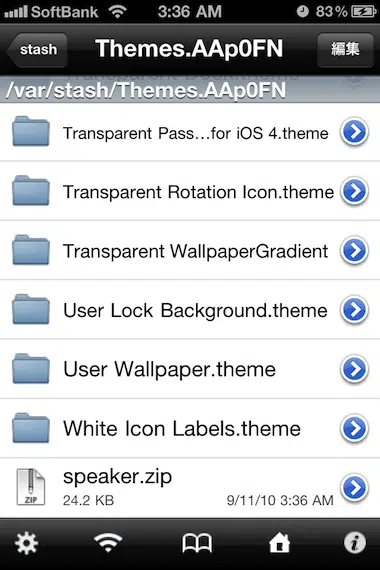 SoftBank 3:36 AM 83%
stash Themes.AAp0FN 編集
/var/stash/Themes.AAp0FN
Transparent Pass...for iOS 4.theme
Transparent Rotation Icon.theme
Transparent WallpaperGradient
User Lock Background.theme
User Wallpaper.theme
White Icon Labels.theme
speaker.zip
ZIP 24.2 KB 9/11/10 3:36 AM